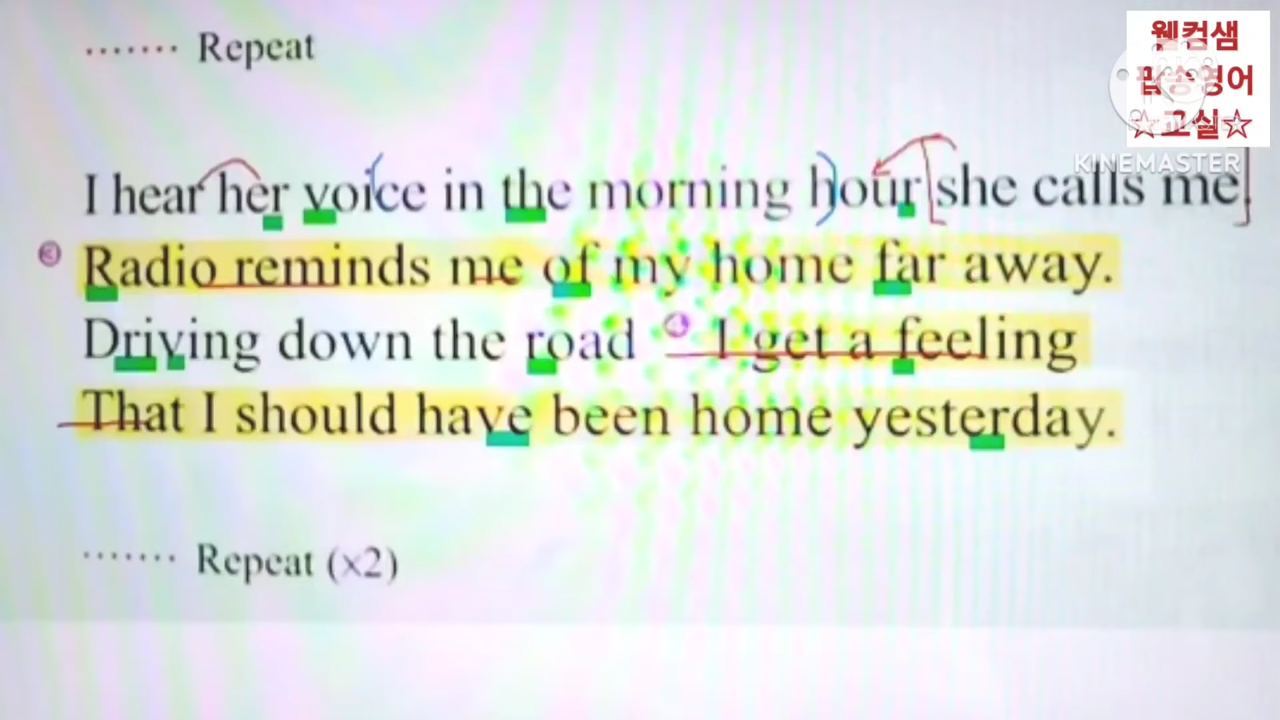 ······· Repeat
웰컴샘
팝송영어
☆교실☆
KINEMASTER
I hear her voice in the morning hour she calls me
③ Radio reminds me of my home far away.
Driving down the road ④ I get a feeling
That I should have been home yesterday.
······· Repeat (×2)